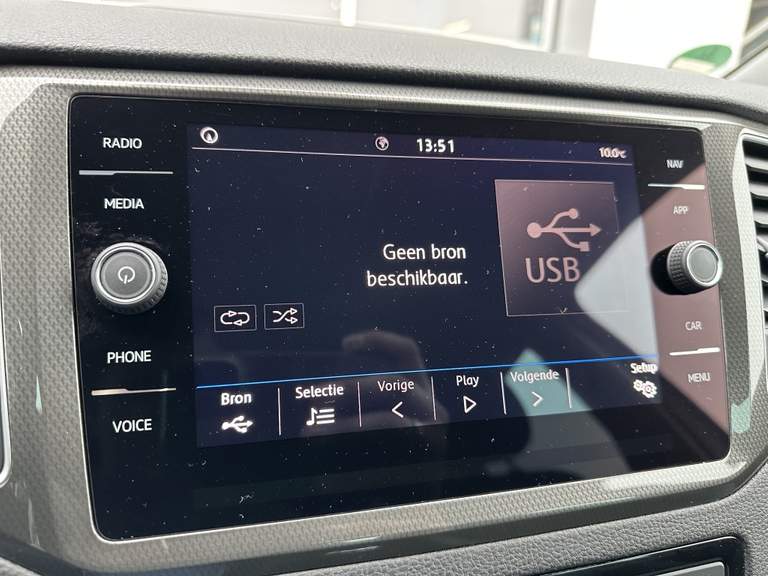 RADIO
MEDIA
PHONE
VOICE
13:51
10.0°C
Geen bron
beschikbaar.
USB
Bron
Selectie
Vorige
Play
Volgende
Setup
NAV
APP
CAR
MENU